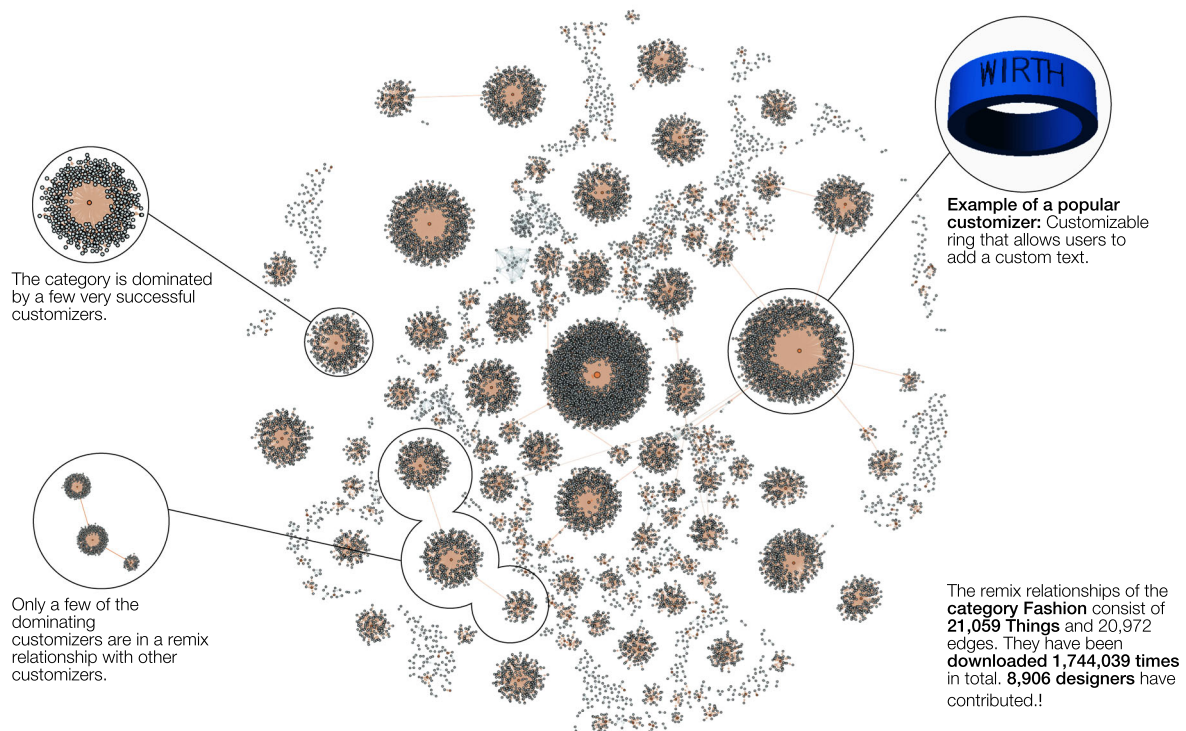 WIRTH
Example of a popular
customizer: Customizable
ring that allows users to
add a custom text.
The category is dominated
by a few very successful
customizers.
Only a few of the
dominating
customizers are in a remix
relationship with other
customizers.
The remix relationships of the
category Fashion consist of
21,059 Things and 20,972
edges. They have been
downloaded 1,744,039 times
in total. 8,906 designers have
contributed.!